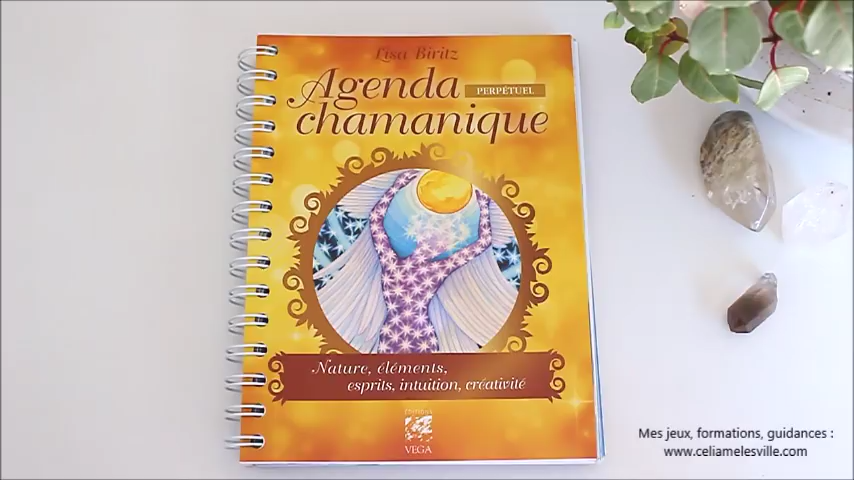 Lisa Biritz
Agenda
PERPÉTUEL
chamanique
Nature, éléments,
esprits, intuition, créativité
ÉDITIONS
VEGA
Mes jeux, formations, guidances :
www.celiamelesville.com